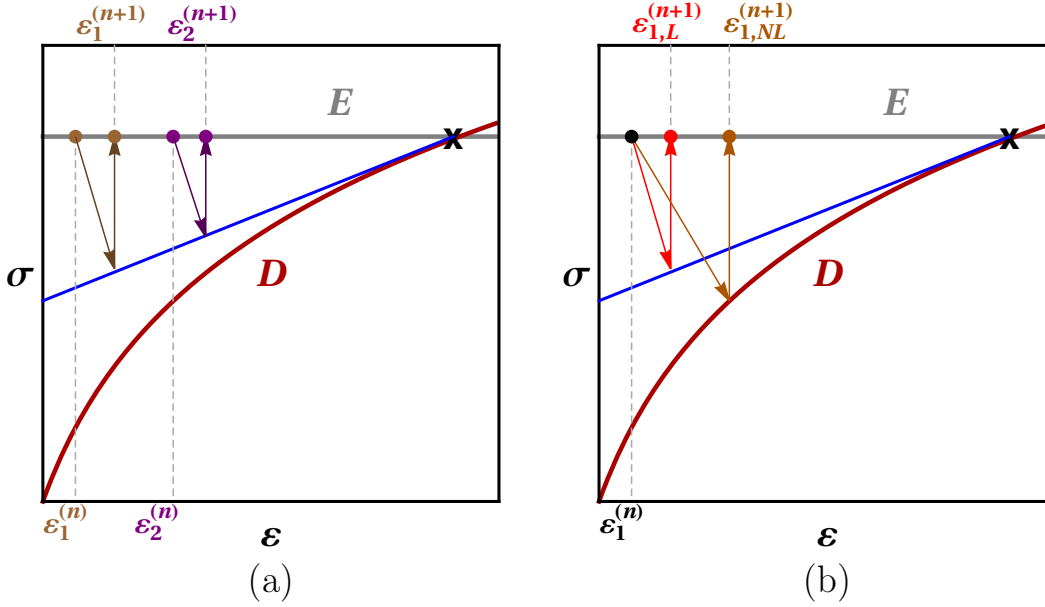 ε₁⁽ⁿ⁺¹⁾ ε₂⁽ⁿ⁺¹⁾
E
x
σ
D
ε₁⁽ⁿ⁾ ε₂⁽ⁿ⁾
ε
(a)
ε₁,L⁽ⁿ⁺¹⁾ ε₁,NL⁽ⁿ⁺¹⁾
E
x
σ
D
ε₁⁽ⁿ⁾
ε
(b)